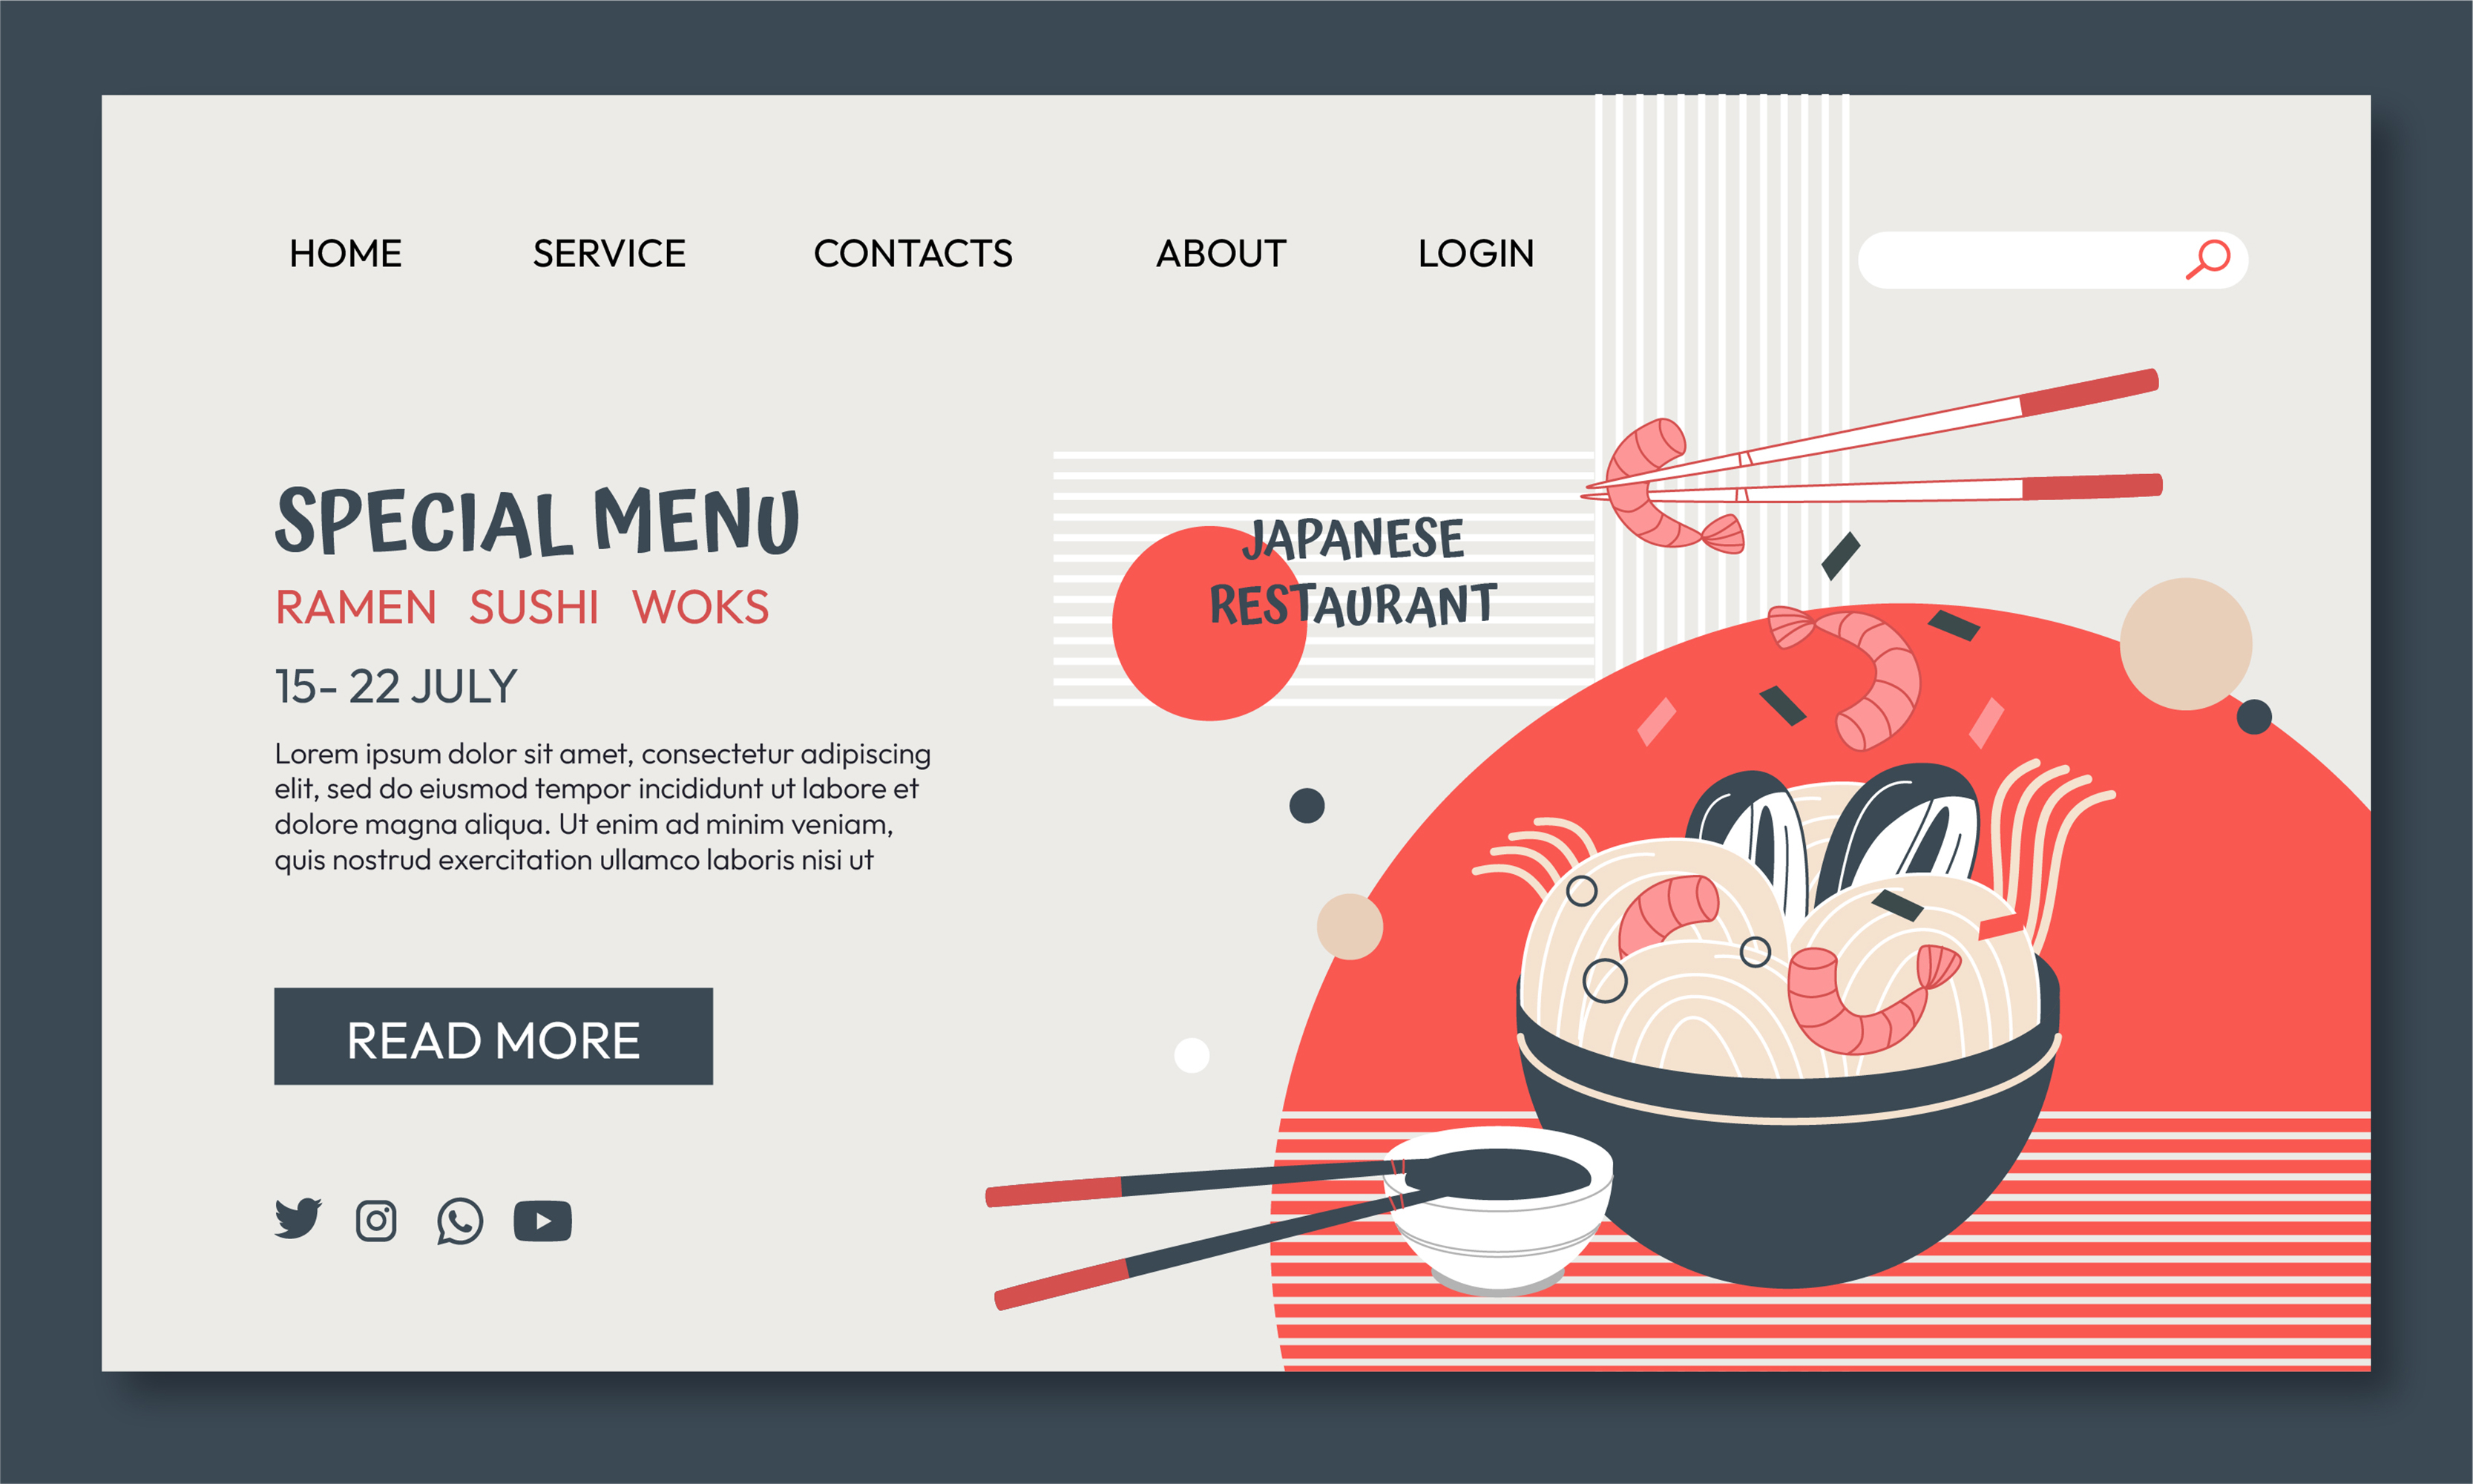 HOME SERVICE CONTACTS ABOUT LOGIN
JAPANESE
RESTAURANT
SPECIAL MENU
RAMEN SUSHI WOKS
15- 22 JULY
Lorem ipsum dolor sit amet, consectetur adipiscing
elit, sed do eiusmod tempor incididunt ut labore et
dolore magna aliqua. Ut enim ad minim veniam,
quis nostrud exercitation ullamco laboris nisi ut
READ MORE